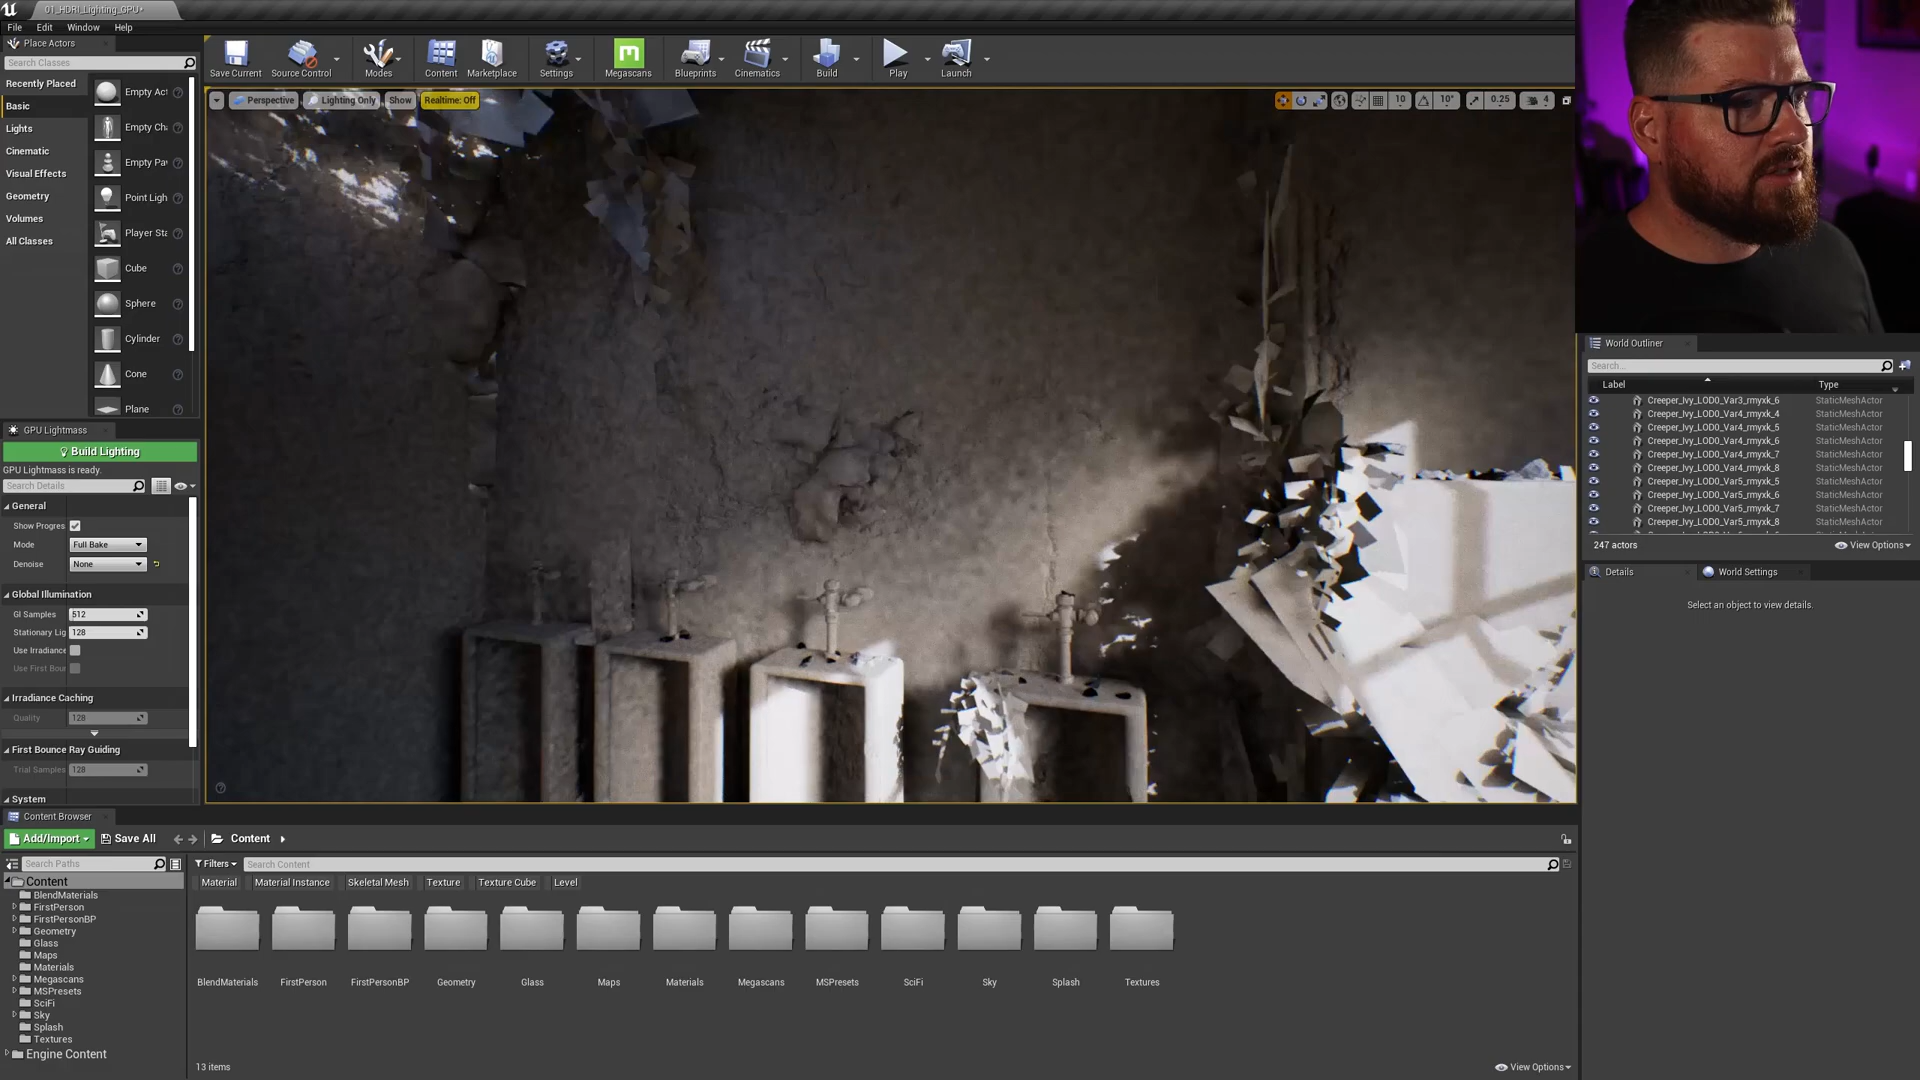 01_HDRI_Lighting_GPU*
File Edit Window Help
Place Actors
Search Classes
Recently Placed
Basic
Lights
Cinematic
Visual Effects
Geometry
Volumes
All Classes
Empty Act
Empty Cha
Empty Paw
Point Ligh
Player Sta
Cube
Sphere
Cylinder
Cone
Plane
Save Current
Source Control
Modes
Content
Marketplace
Settings
Megascans
Blueprints
Cinematics
Build
Play
Launch
Perspective Lighting Only Show Realtime: Off
10 10° 0.25 4
GPU Lightmass
Build Lighting
GPU Lightmass is ready.
Search Details
General
Show Progres
Mode Full Bake
Denoise None
Global Illumination
GI Samples 512
Stationary Lig 128
Use Irradiance
Use First Bour
Irradiance Caching
Quality 128
First Bounce Ray Guiding
Trial Samples 128
System
World Outliner
Search...
Label Type
Creeper_Ivy_LOD0_Var3_rmyxk_6 StaticMeshActor
Creeper_Ivy_LOD0_Var4_rmyxk_4 StaticMeshActor
Creeper_Ivy_LOD0_Var4_rmyxk_5 StaticMeshActor
Creeper_Ivy_LOD0_Var4_rmyxk_6 StaticMeshActor
Creeper_Ivy_LOD0_Var4_rmyxk_7 StaticMeshActor
Creeper_Ivy_LOD0_Var4_rmyxk_8 StaticMeshActor
Creeper_Ivy_LOD0_Var5_rmyxk_5 StaticMeshActor
Creeper_Ivy_LOD0_Var5_rmyxk_6 StaticMeshActor
Creeper_Ivy_LOD0_Var5_rmyxk_7 StaticMeshActor
Creeper_Ivy_LOD0_Var5_rmyxk_8 StaticMeshActor
247 actors View Options
Details World Settings
Select an object to view details.
Content Browser
Add/Import Save All Content
Search Paths
Filters Search Content
Material Material Instance Skeletal Mesh Texture Texture Cube Level
Content
BlendMaterials
FirstPerson
FirstPersonBP
Geometry
Glass
Maps
Materials
Megascans
MSPresets
SciFi
Sky
Splash
Textures
Engine Content
BlendMaterials FirstPerson FirstPersonBP Geometry Glass Maps Materials Megascans MSPresets SciFi Sky Splash Textures
13 items View Options